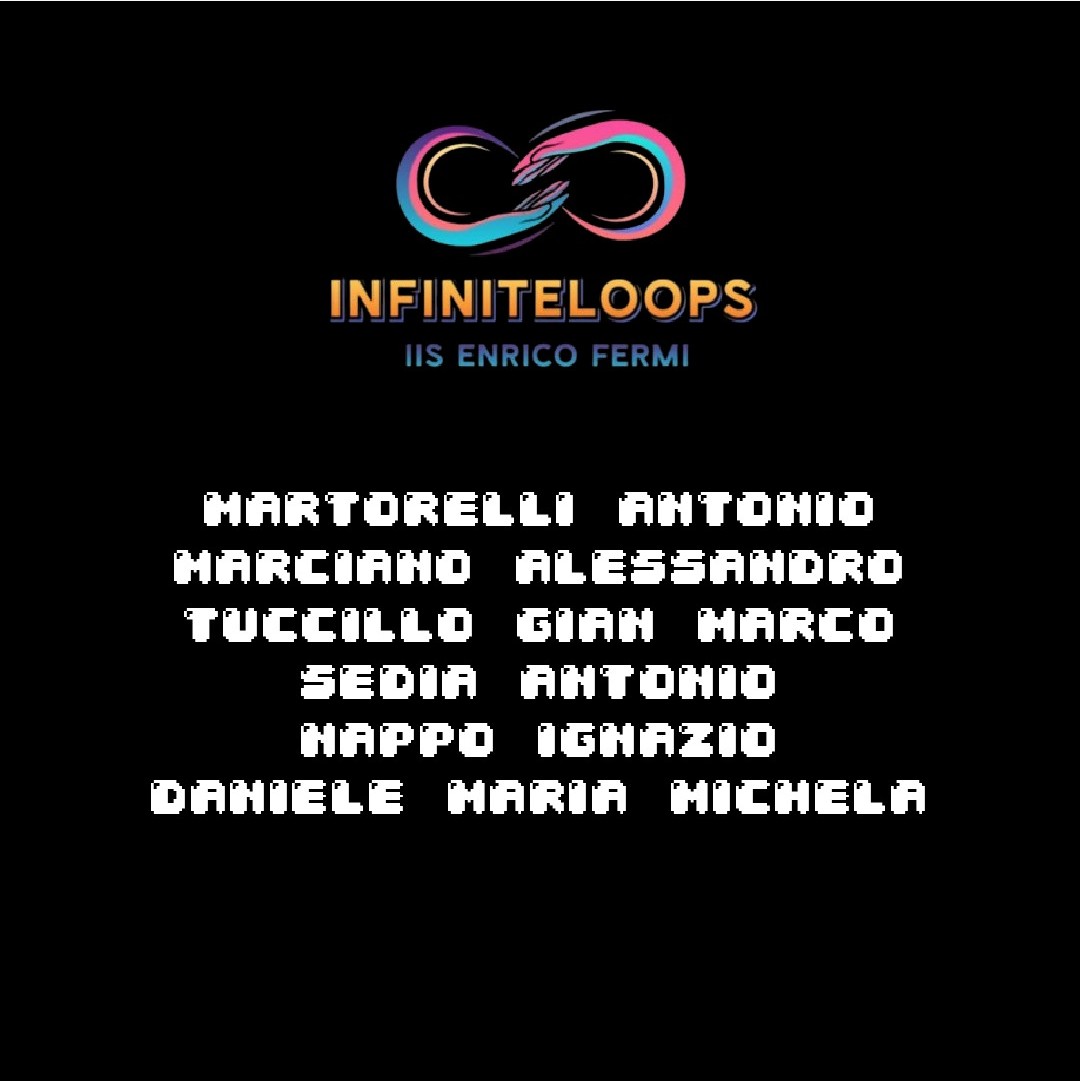 INFINITELOOPS
IIS ENRICO FERMI
MARTORELLI ANTONIO
MARCIANO ALESSANDRO
TUCCILLO GIAN MARCO
SEDIA ANTONIO
NAPPO IGNAZIO
DANIELE MARIA MICHELA